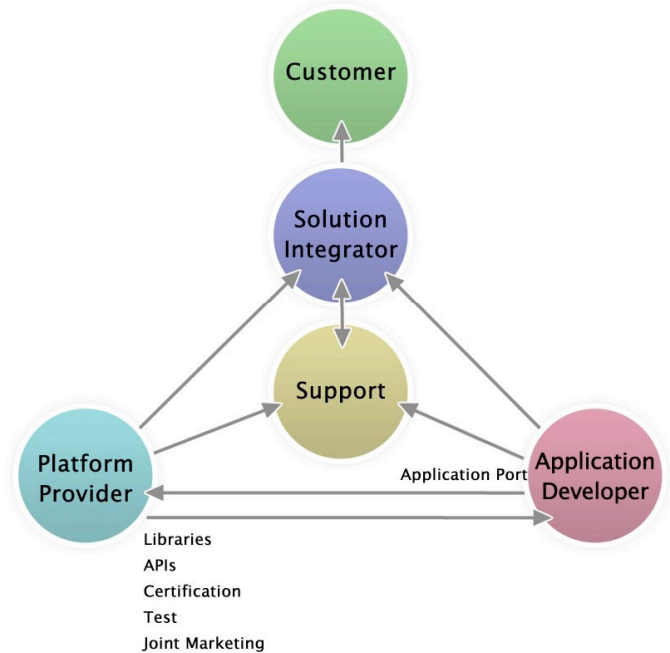 Customer
Solution
Integrator
Support
Platform
Provider
Application Port
Application
Developer
Libraries
APIs
Certification
Test
Joint Marketing